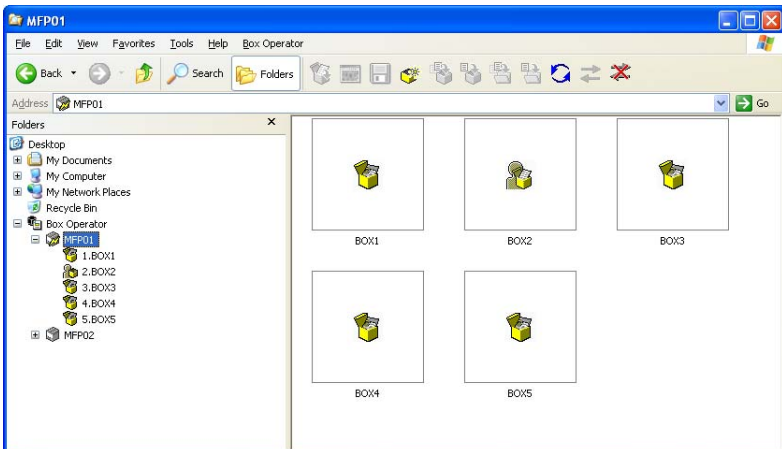 MFP01
File Edit View Favorites Tools Help Box Operator
Back Search Folders
Address MFP01 Go
Folders x
Desktop
My Documents
My Computer
My Network Places
Recycle Bin
Box Operator
MFP01
1.BOX1
2.BOX2
3.BOX3
4.BOX4
5.BOX5
MFP02
BOX1 BOX2 BOX3
BOX4 BOX5